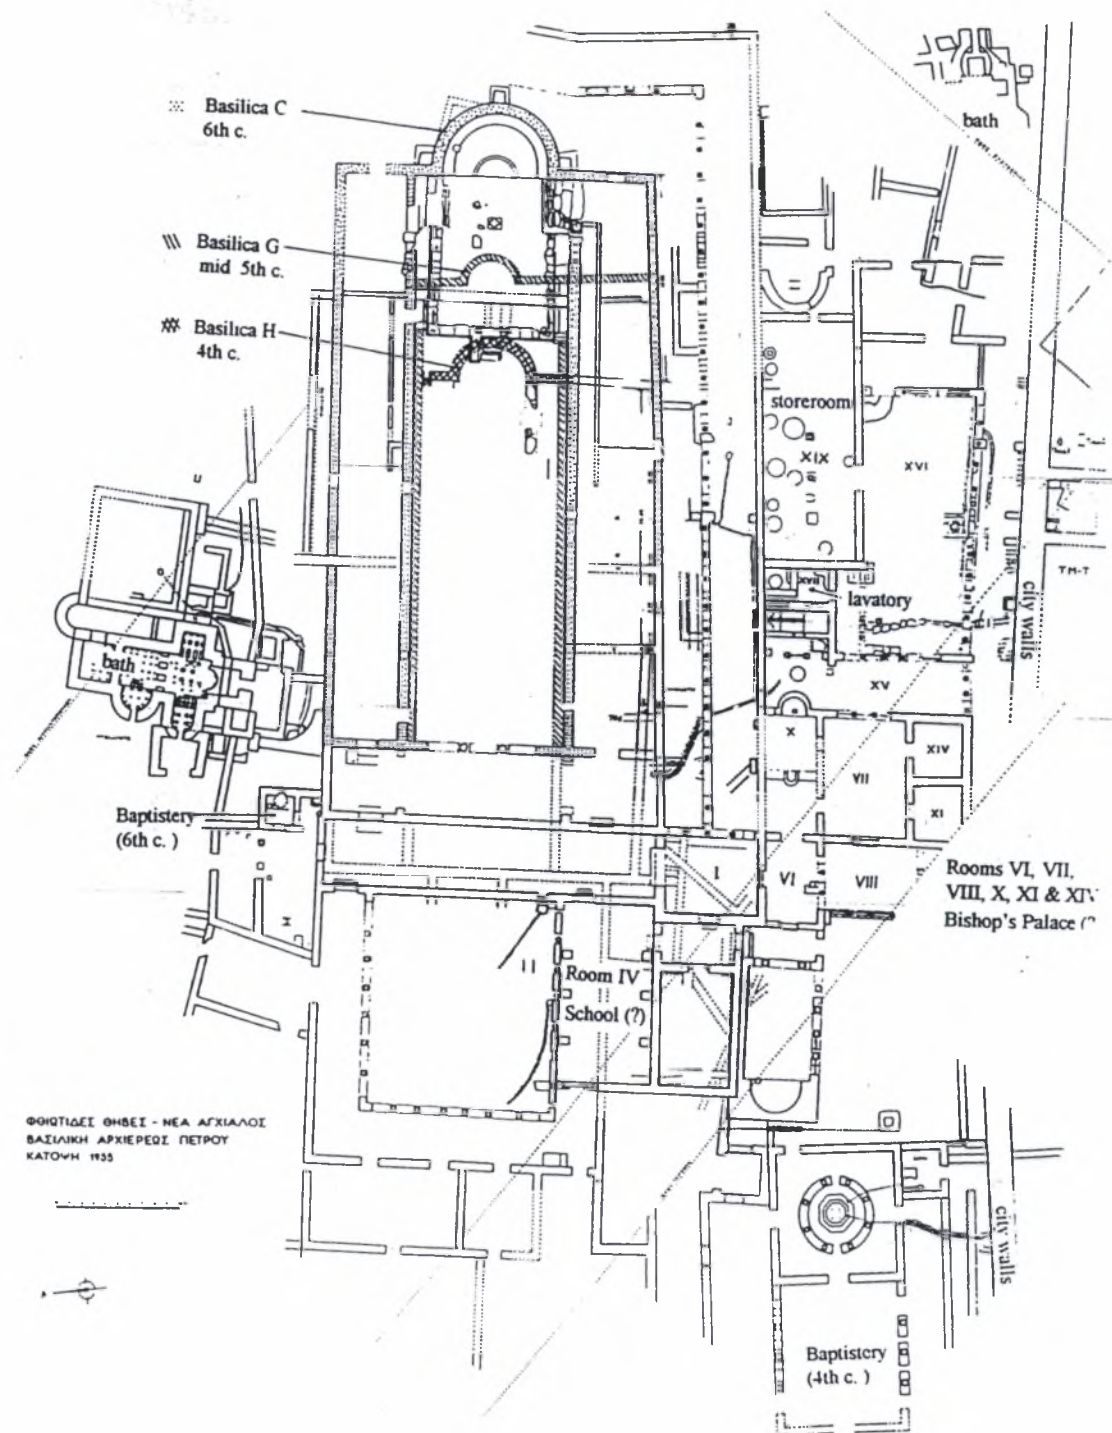 Basilica C
6th c.
bath
Basilica G
mid 5th c.
Basilica H
4th c.
storeroom
XIX
XVI
TM-T
XVII
lavatory
city walls
bath
XV
X
XIV
VII
XI
Baptistery
(6th c. )
I
VI
VIII
Rooms VI, VII,
VIII, X, XI & XIV
Bishop's Palace (?
II
Room IV
School (?)
ΦΘΙΩΤΙΔΕΣ ΘΗΒΕΣ - ΝΕΑ ΑΓΧΙΑΛΟΣ
ΒΑΣΙΛΙΚΗ ΑΡΧΙΕΡΕΩΣ ΠΕΤΡΟΥ
ΚΑΤΟΨΗ
city walls
Baptistery
(4th c. )